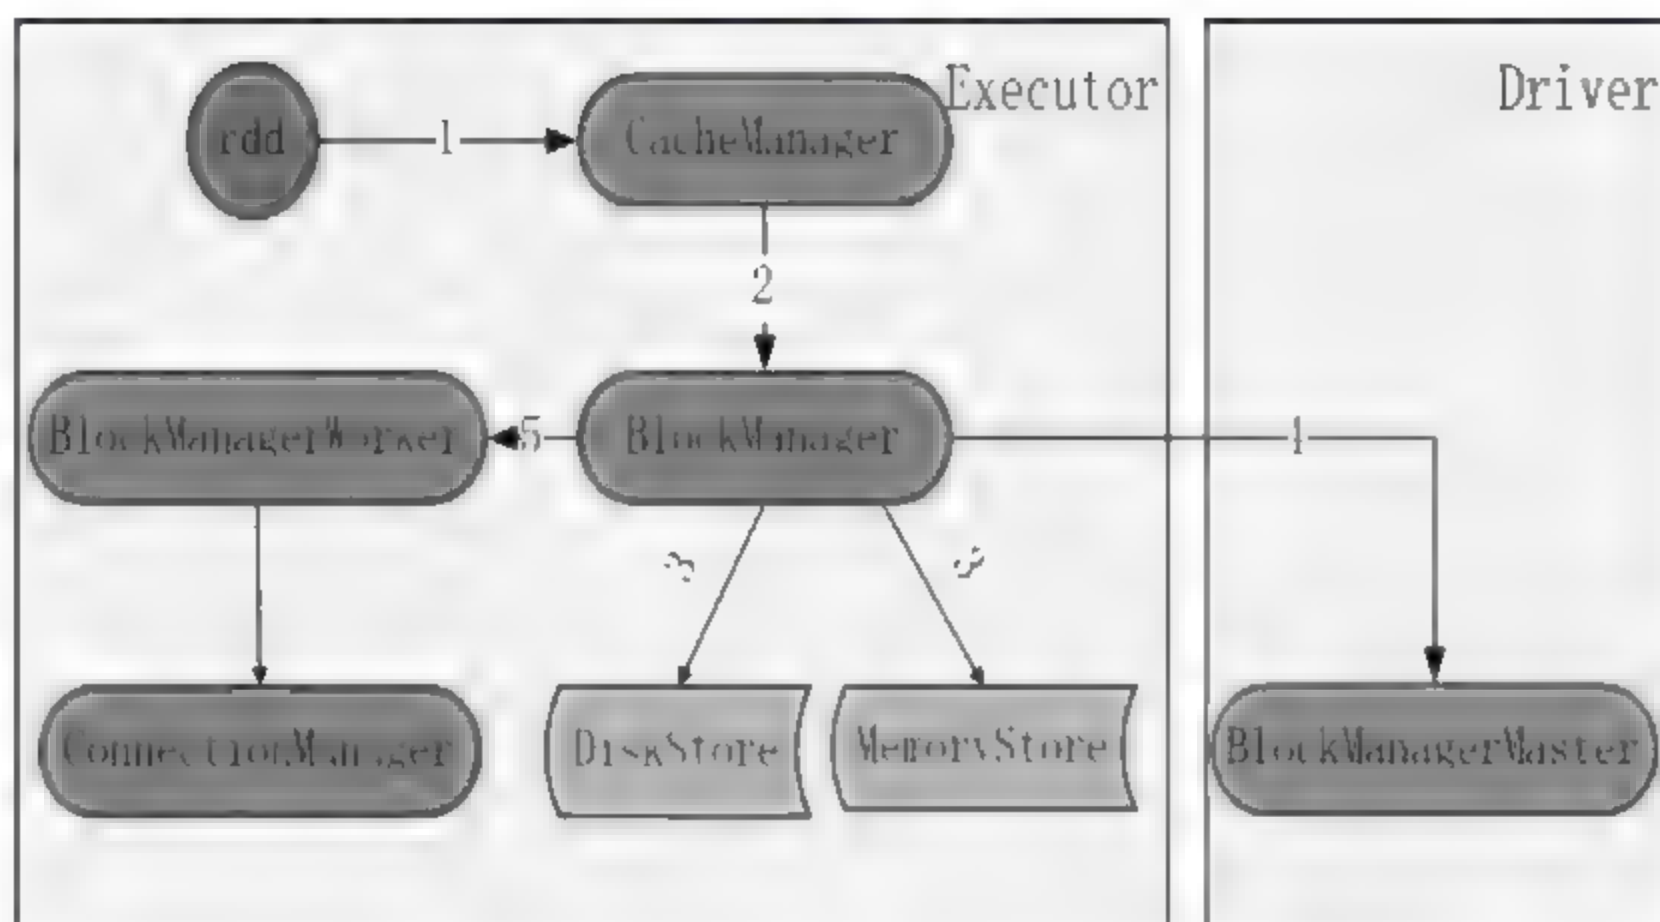 Executor
Driver
rdd
1
CacheManager
2
BlockManagerWorker
5
BlockManager
4
3
3
ConnectionManager
DiskStore
MemoryStore
BlockManagerMaster